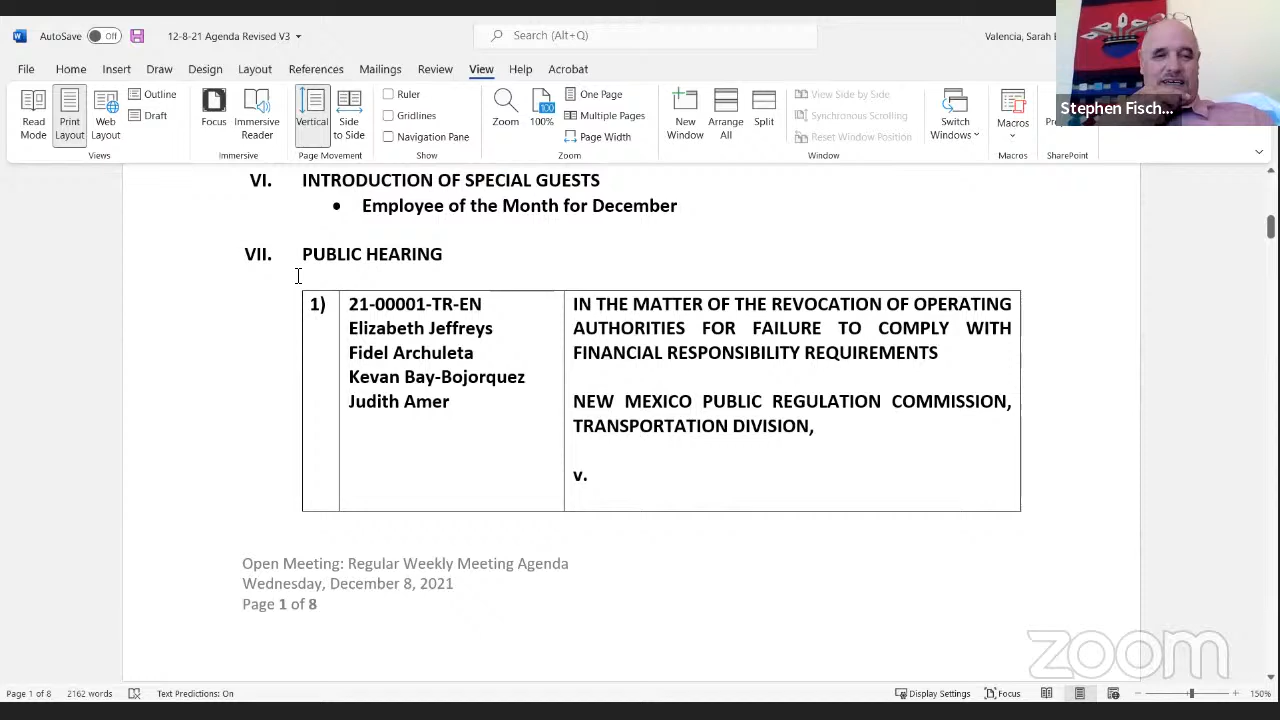 AutoSave Off 12-8-21 Agenda Revised V3 Search (Alt+Q) Valencia, Sarah
File Home Insert Draw Design Layout References Mailings Review View Help Acrobat
Read Mode
Print Layout
Web Layout
Outline
Draft
Views
Focus
Immersive Reader
Immersive
Vertical
Side to Side
Page Movement
Ruler
Gridlines
Navigation Pane
Show
Zoom
100%
One Page
Multiple Pages
Page Width
Zoom
New Window
Arrange All
Split
View Side by Side
Synchronous Scrolling
Reset Window Position
Window
Switch Windows
Macros
Macros
SharePoint
Stephen Fisch...
VI. INTRODUCTION OF SPECIAL GUESTS
• Employee of the Month for December
VII. PUBLIC HEARING
1) 21-00001-TR-EN
Elizabeth Jeffreys
Fidel Archuleta
Kevan Bay-Bojorquez
Judith Amer
IN THE MATTER OF THE REVOCATION OF OPERATING
AUTHORITIES FOR FAILURE TO COMPLY WITH
FINANCIAL RESPONSIBILITY REQUIREMENTS
NEW MEXICO PUBLIC REGULATION COMMISSION,
TRANSPORTATION DIVISION,
v.
Open Meeting: Regular Weekly Meeting Agenda
Wednesday, December 8, 2021
Page 1 of 8
zoom
Page 1 of 8 2162 words Text Predictions: On Display Settings Focus 150%